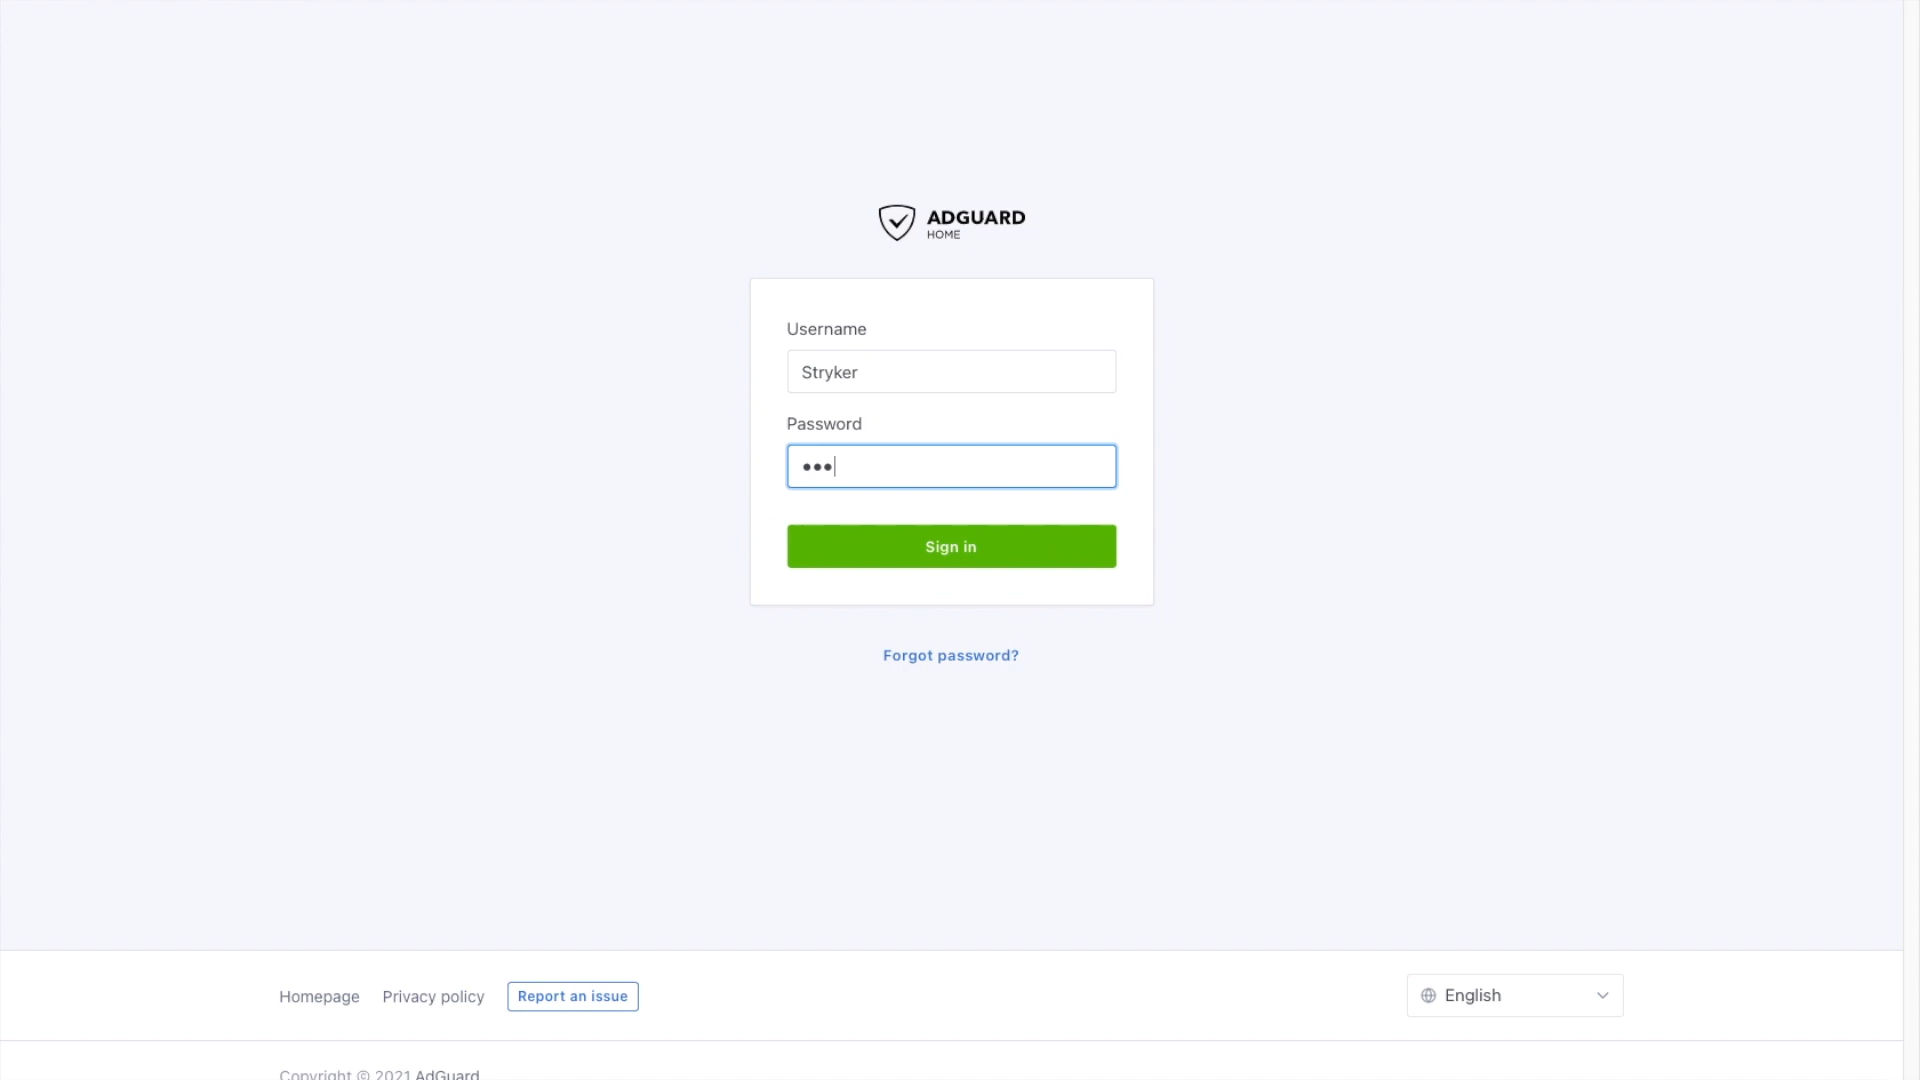 ADGUARD
HOME
Username
Stryker
Password
•••
Sign in
Forgot password?
Homepage Privacy policy Report an issue English
Copyright © 2021 AdGuard